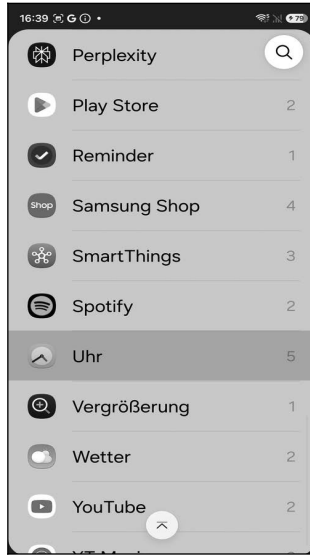 16:39 G 79
Perplexity
Play Store 2
Reminder 1
Shop Samsung Shop 4
SmartThings 3
Spotify 2
Uhr 5
Vergrößerung 1
Wetter 2
YouTube 2